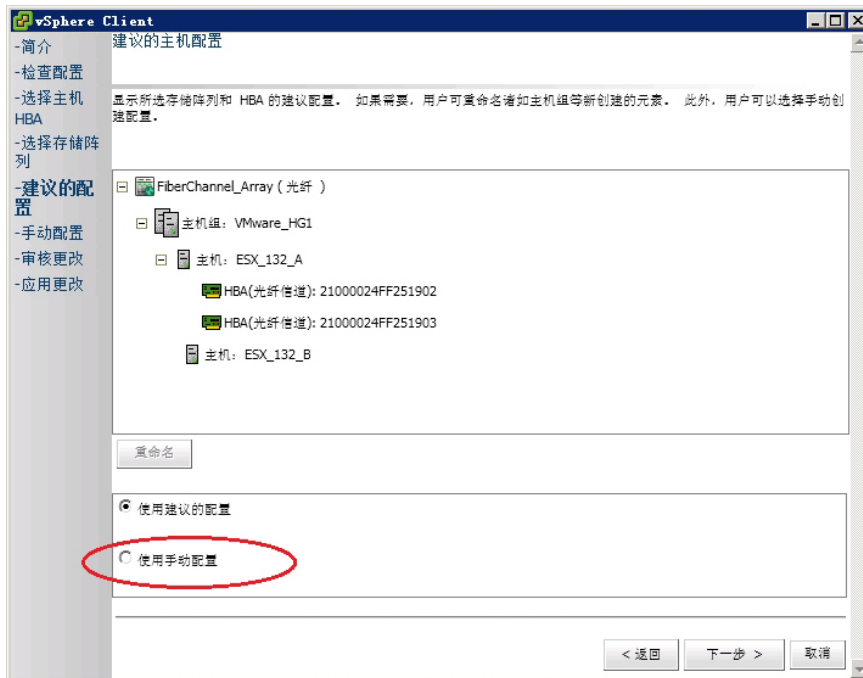 vSphere Client
-简介
-检查配置
-选择主机
HBA
-选择存储阵
列
-建议的配
置
-手动配置
-审核更改
-应用更改
建议的主机配置
显示所选存储阵列和 HBA 的建议配置。 如果需要，用户可重命名诸如主机组等新创建的元素。 此外，用户可以选择手动创
建配置。
FiberChannel_Array ( 光纤 )
主机组：VMware_HG1
主机：ESX_132_A
HBA(光纤信道): 21000024FF251902
HBA(光纤信道): 21000024FF251903
主机：ESX_132_B
重命名
使用建议的配置
使用手动配置
< 返回
下一步 >
取消